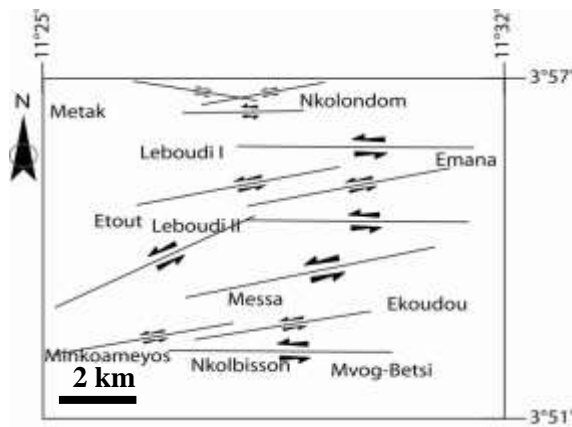 11°25'
11°32'
3°57'
N
Metak
Nkolondom
Leboudi I
Emana
Etout
Leboudi II
Messa
Ekoudou
Minkoameyos
Nkolbisson
Mvog-Betsi
2 km
3°51'